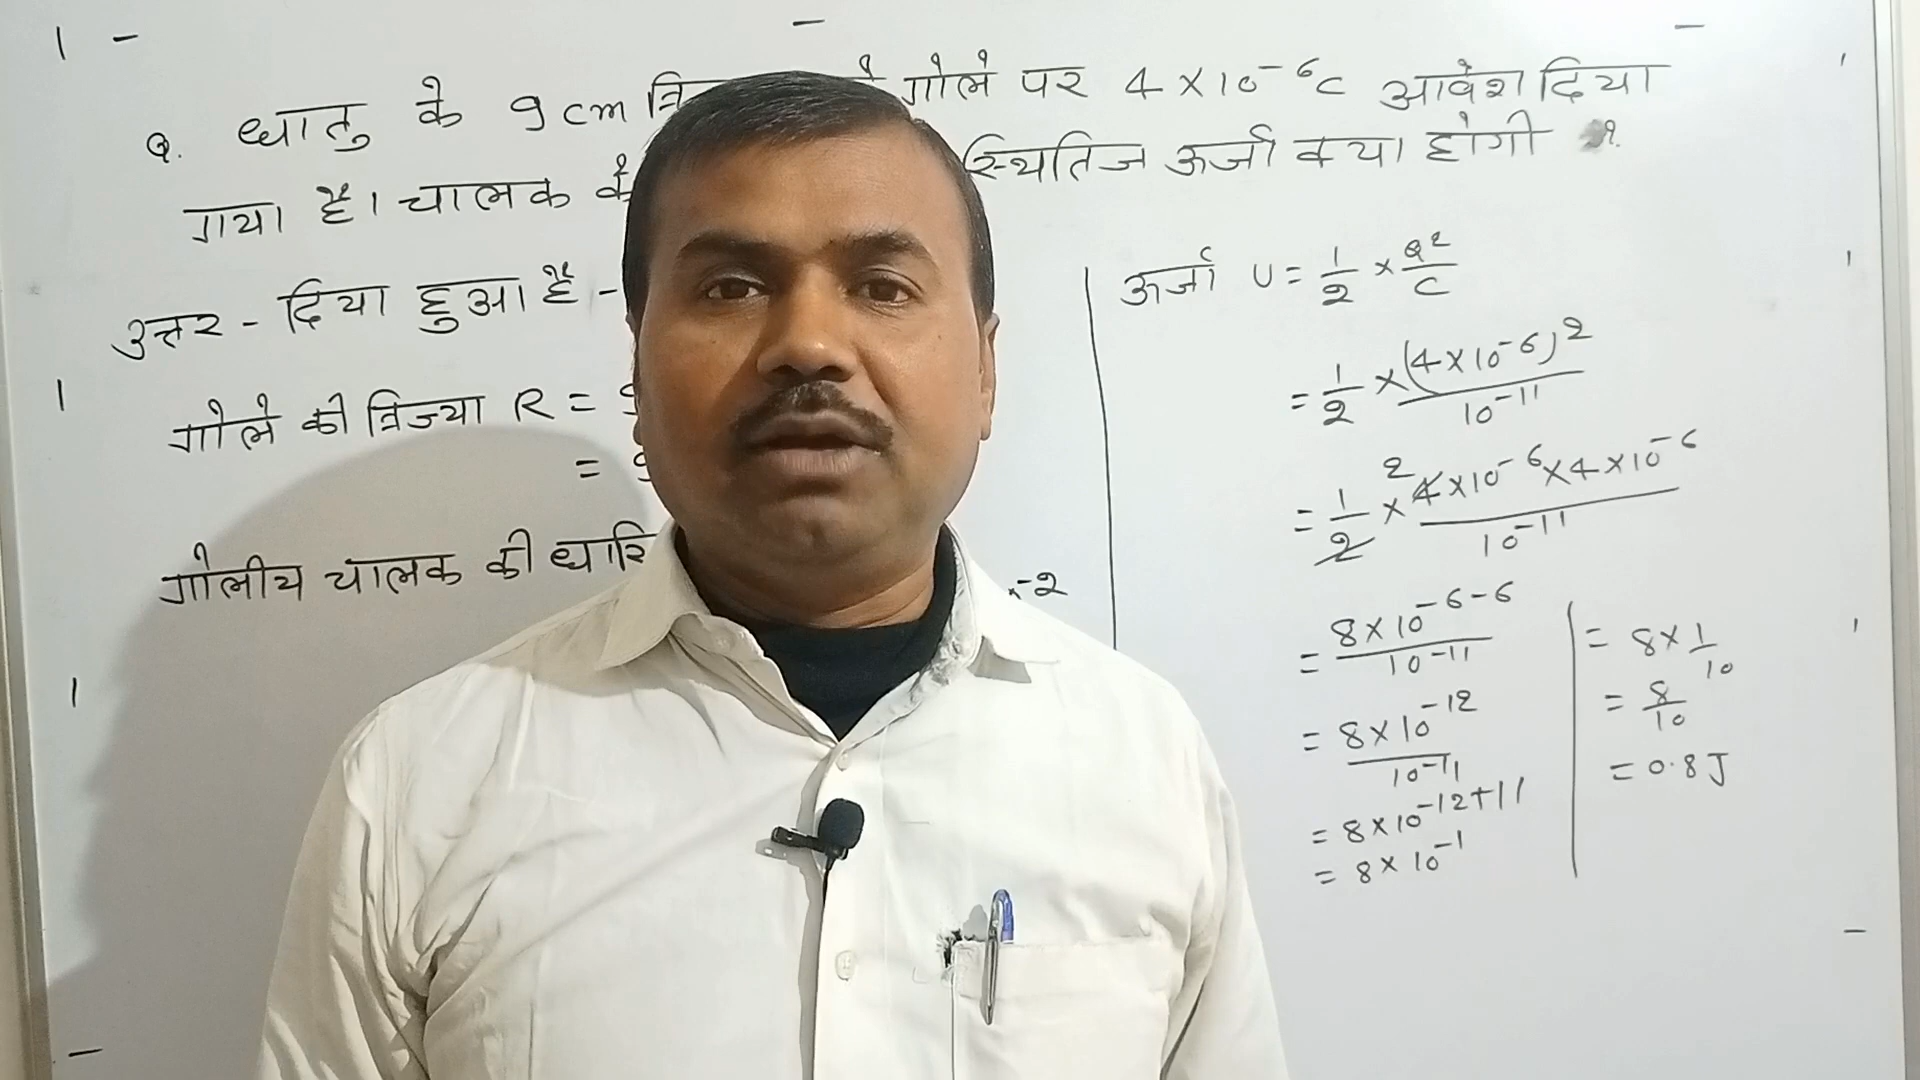 Q. धातु के 9 cm गोले पर 4 × 10⁻⁶C आवेश दिया
गया है। चालक स्थितिज ऊर्जा क्या होगी ?
उत्तर - दिया हुआ है -
गोले की त्रिज्या R =
=
गोलीय चालक की
-2
ऊर्जा U = 1/2 × Q²/C
= 1/2 × (4×10⁻⁶)²/10⁻¹¹
= 1/2 × 2 4×10⁻⁶×4×10⁻⁶/10⁻¹¹
= 8×10⁻⁶⁻⁶/10⁻¹¹
= 8×10⁻¹²/10⁻¹¹
= 8×10⁻¹²⁺¹¹
= 8×10⁻¹
= 8×1/10
= 8/10
= 0.8 J